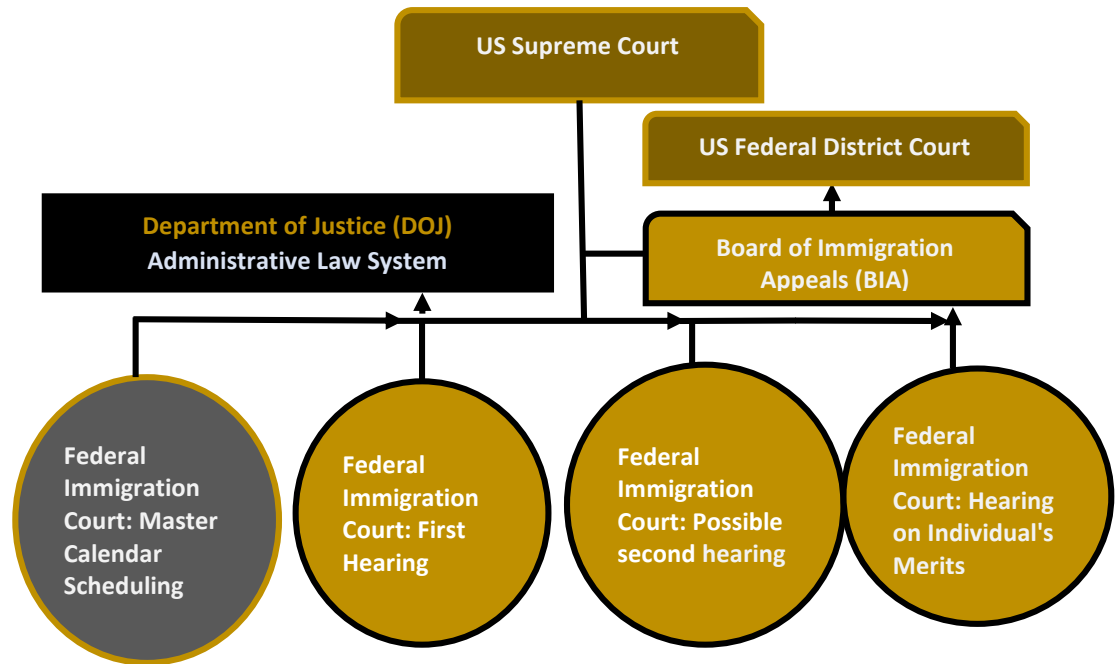 US Supreme Court
US Federal District Court
Department of Justice (DOJ)
Administrative Law System
Board of Immigration
Appeals (BIA)
Federal
Immigration
Court: Master
Calendar
Scheduling
Federal
Immigration
Court: First
Hearing
Federal
Immigration
Court: Possible
second hearing
Federal
Immigration
Court: Hearing
on Individual's
Merits